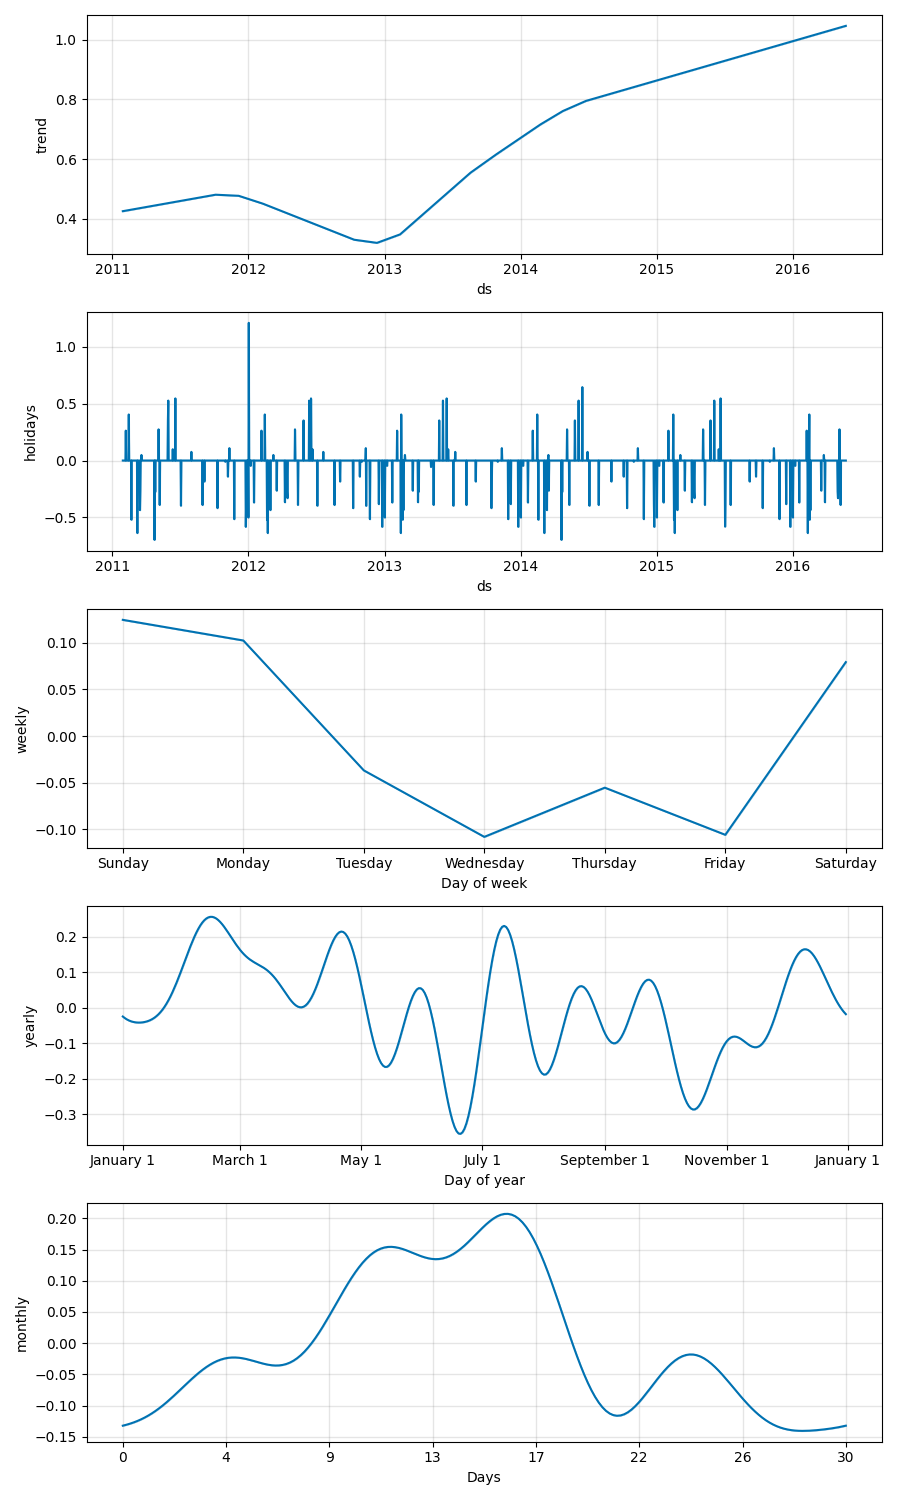 1.0
0.8
0.6
0.4
trend
2011 2012 2013 2014 2015 2016
ds
1.0
0.5
0.0
−0.5
holidays
2011 2012 2013 2014 2015 2016
ds
0.10
0.05
0.00
−0.05
−0.10
weekly
Sunday Monday Tuesday Wednesday Thursday Friday Saturday
Day of week
0.2
0.1
0.0
−0.1
−0.2
−0.3
yearly
January 1 March 1 May 1 July 1 September 1 November 1 January 1
Day of year
0.20
0.15
0.10
0.05
0.00
−0.05
−0.10
−0.15
monthly
0 4 9 13 17 22 26 30
Days